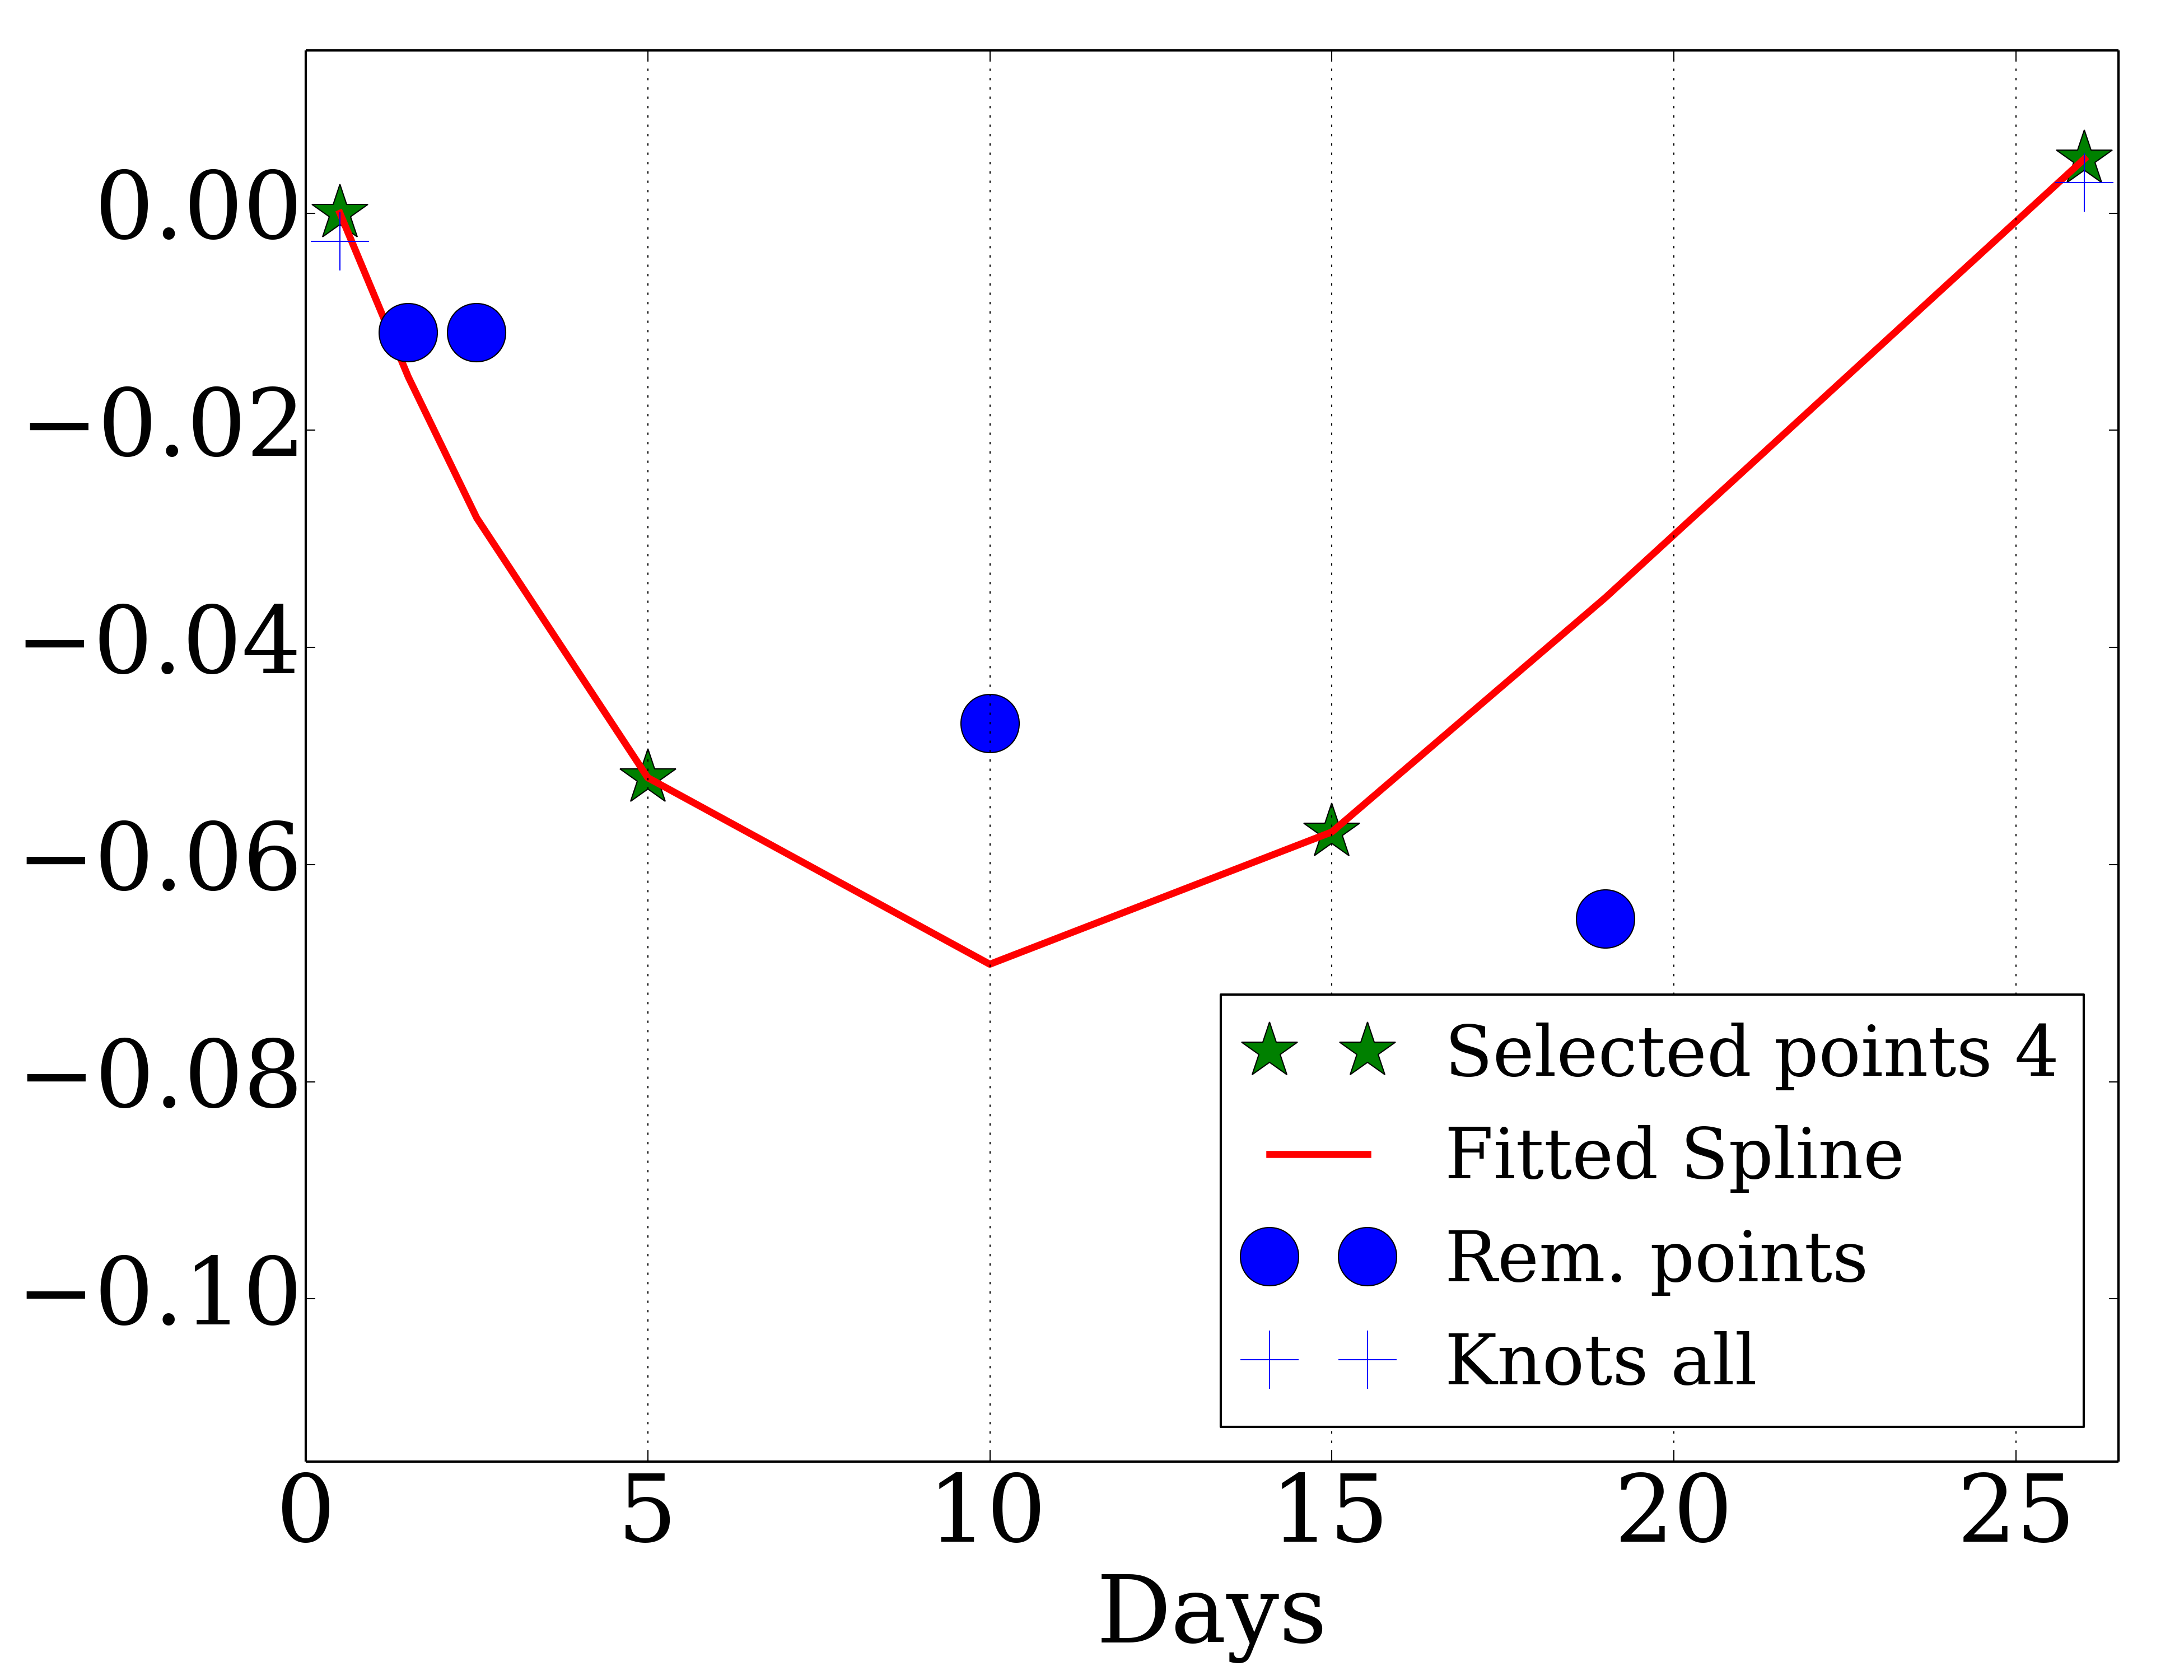 0.00
−0.02
−0.04
−0.06
−0.08
−0.10
Selected points 4
Fitted Spline
Rem. points
Knots all
0 5 10 15 20 25
Days